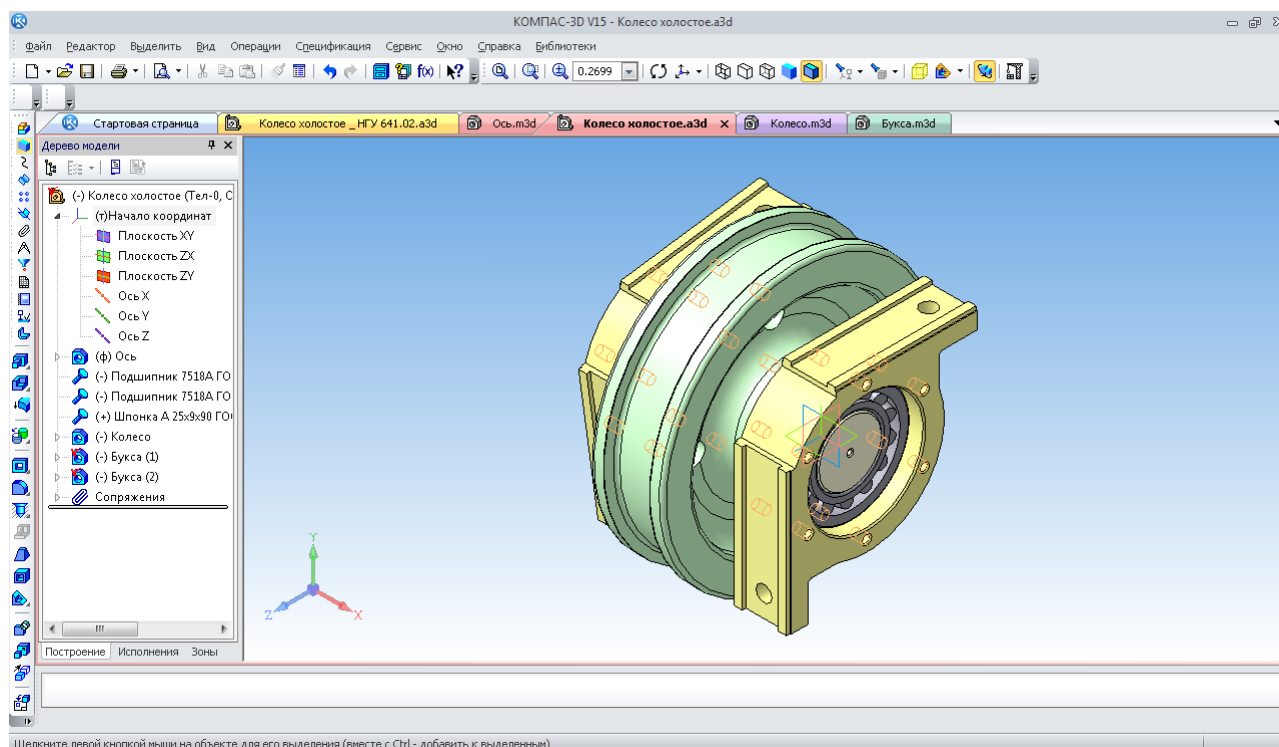 КОМПАС-3D V15 - Колесо холостое.a3d
Файл Редактор Выделить Вид Операции Спецификация Сервис Окно Справка Библиотеки
0.2699
Стартовая страница Колесо холостое _НГУ 641.02.a3d Ось.m3d Колесо холостое.a3d Колесо.m3d Букса.m3d
Дерево модели
(-) Колесо холостое (Тел-0, С
(т)Начало координат
Плоскость XY
Плоскость ZX
Плоскость ZY
Ось X
Ось Y
Ось Z
(ф) Ось
(-) Подшипник 7518А ГО
(-) Подшипник 7518А ГО
(+) Шпонка А 25x9x90 ГО
(-) Колесо
(-) Букса (1)
(-) Букса (2)
Сопряжения
Y
Z
X
Построение Исполнения Зоны
Щелкните левой кнопкой мыши на объекте для его выделения (вместе с Ctrl - добавить к выделенным)